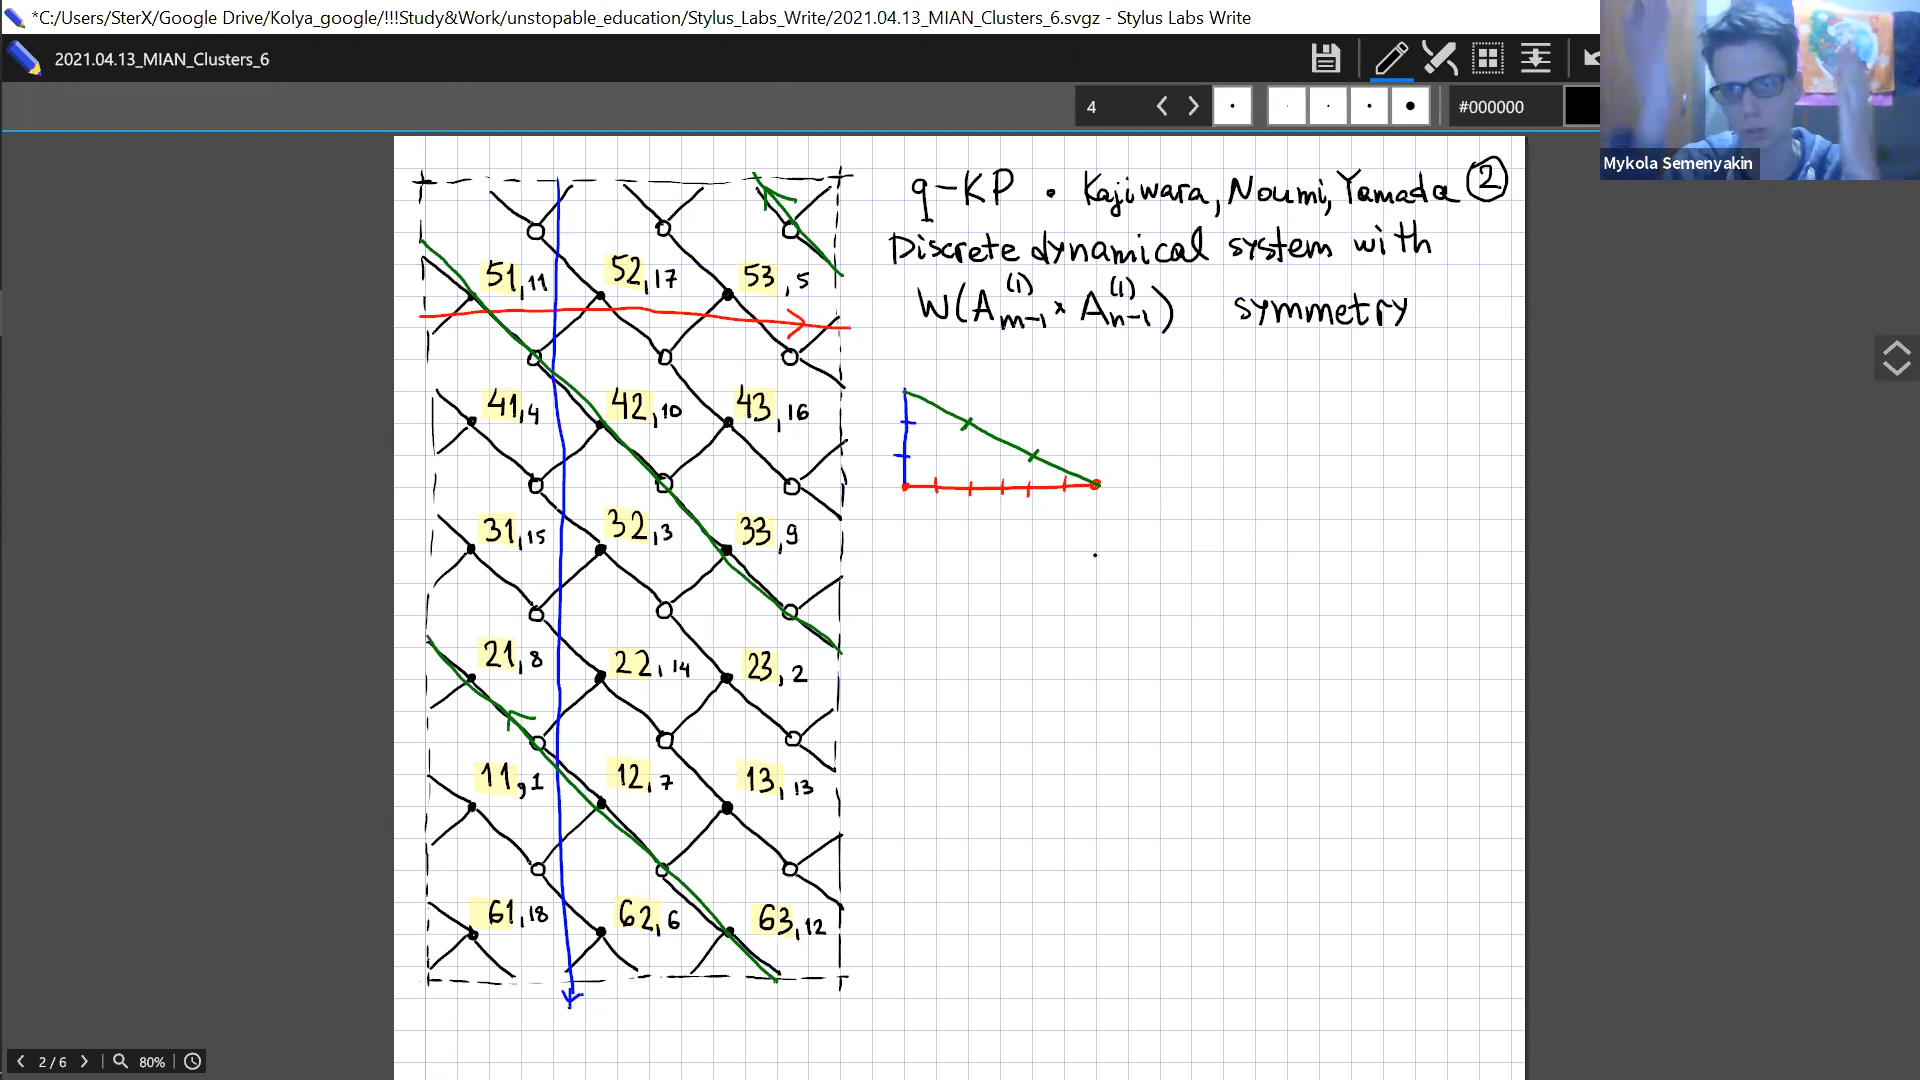 *C:/Users/SterX/Google Drive/Kolya_google/!!!Study&Work/unstopable_education/Stylus_Labs_Write/2021.04.13_MIAN_Clusters_6.svgz - Stylus Labs Write
2021.04.13_MIAN_Clusters_6
4
#000000
Mykola Semenyakin
q-KP • Kajiwara, Noumi, Yamada ②
Discrete dynamical system with
W(A_{m-1}^{(1)} × A_{n-1}^{(1)}) symmetry
51, 11 52, 17 53, 5
41, 4 42, 10 43, 16
31, 15 32, 3 33, 9
21, 8 22, 14 23, 2
11, 1 12, 7 13, 13
61, 18 62, 6 63, 12
2 / 6
80%